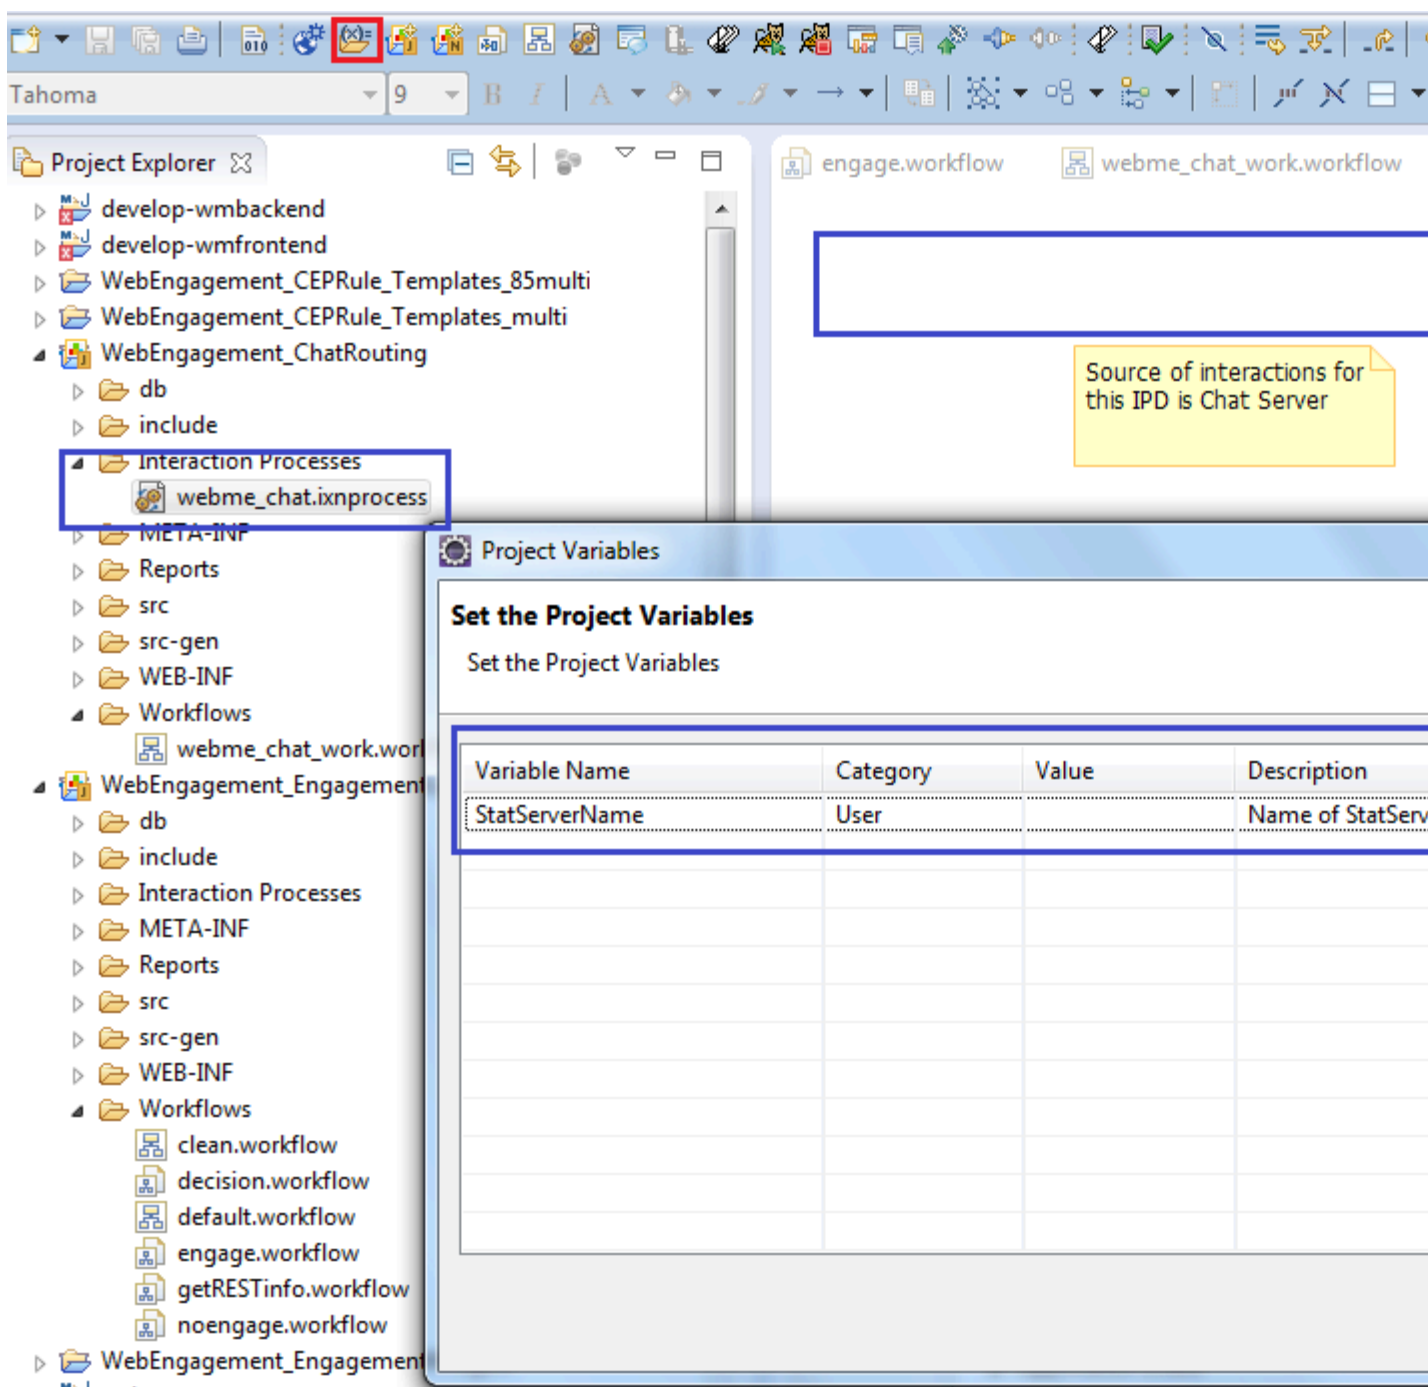 Tahoma 9
Project Explorer
engage.workflow
webme_chat_work.workflow
develop-wmbackend
develop-wmfrontend
WebEngagement_CEPRule_Templates_85multi
WebEngagement_CEPRule_Templates_multi
WebEngagement_ChatRouting
db
include
Interaction Processes
webme_chat.ixnprocess
META-INF
Reports
src
src-gen
WEB-INF
Workflows
webme_chat_work.worl
WebEngagement_Engagement
db
include
Interaction Processes
META-INF
Reports
src
src-gen
WEB-INF
Workflows
clean.workflow
decision.workflow
default.workflow
engage.workflow
getRESTinfo.workflow
noengage.workflow
WebEngagement_Engagement
Source of interactions for
this IPD is Chat Server
Project Variables
Set the Project Variables
Set the Project Variables
Variable Name Category Value Description
StatServerName User Name of StatServ